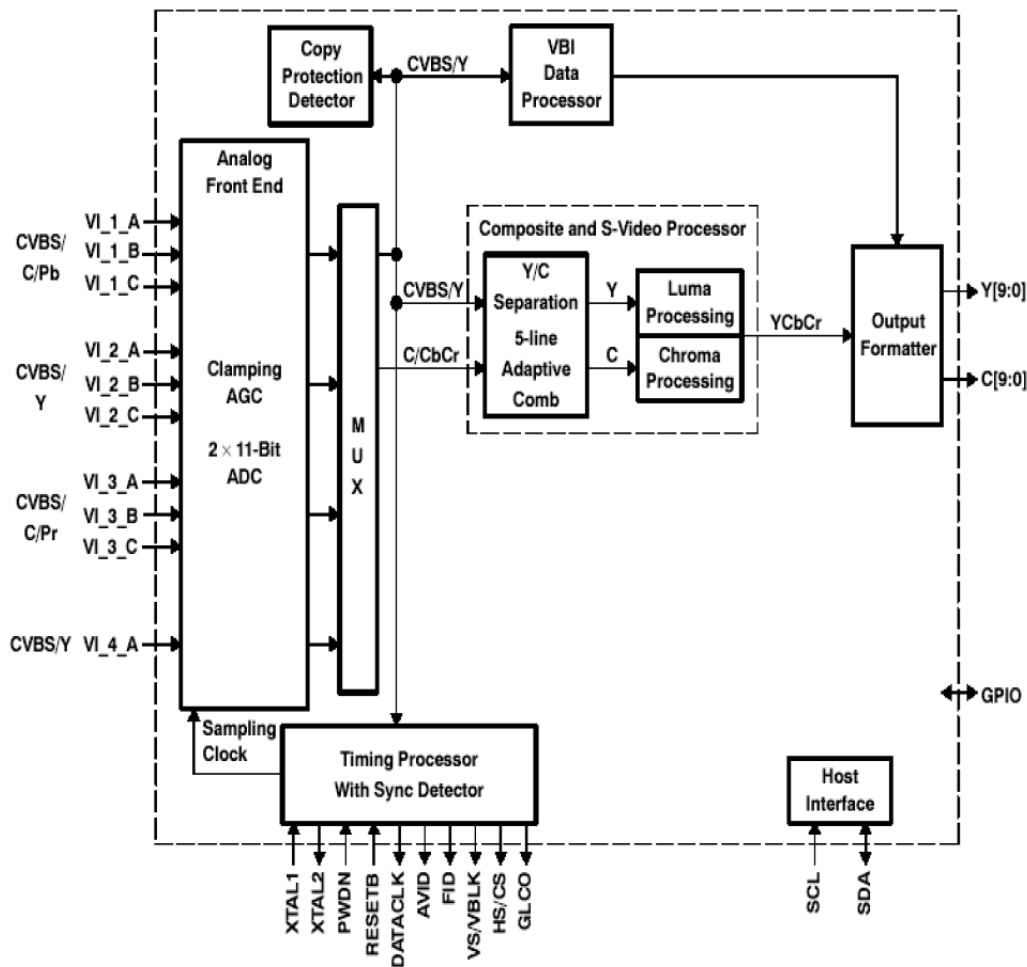 Copy
Protection
Detector
CVBS/Y
VBI
Data
Processor
Analog
Front End
Clamping
AGC
2 × 11-Bit
ADC
CVBS/
C/Pb
VI_1_A
VI_1_B
VI_1_C
CVBS/
Y
VI_2_A
VI_2_B
VI_2_C
CVBS/
C/Pr
VI_3_A
VI_3_B
VI_3_C
CVBS/Y
VI_4_A
M
U
X
CVBS/Y
C/CbCr
Composite and S-Video Processor
Y/C
Separation
5-line
Adaptive
Comb
Y
C
Luma
Processing
Chroma
Processing
YCbCr
Output
Formatter
Y[9:0]
C[9:0]
GPIO
Sampling
Clock
Timing Processor
With Sync Detector
Host
Interface
XTAL1
XTAL2
PWDN
RESETB
DATACLK
AVID
FID
VS/VBLK
HS/CS
GLCO
SCL
SDA